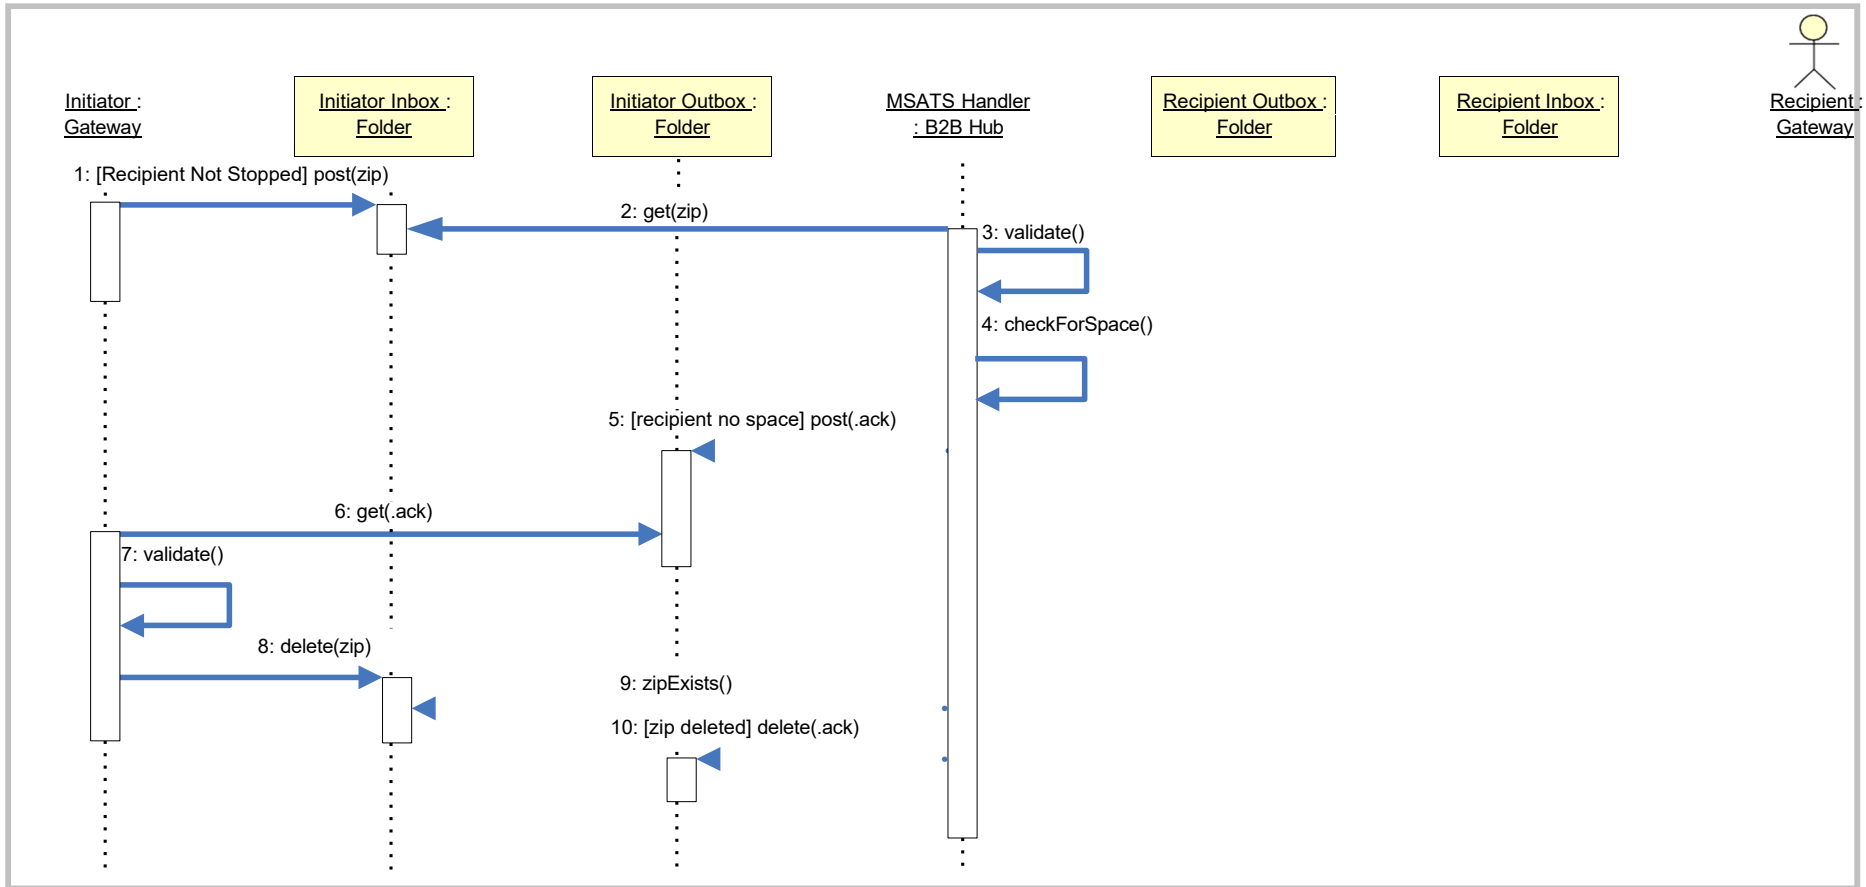 Initiator :
Gateway
Initiator Inbox :
Folder
Initiator Outbox :
Folder
MSATS Handler
: B2B Hub
Recipient Outbox :
Folder
Recipient Inbox :
Folder
Recipient :
Gateway
1: [Recipient Not Stopped] post(zip)
2: get(zip)
3: validate()
4: checkForSpace()
5: [recipient no space] post(.ack)
6: get(.ack)
7: validate()
8: delete(zip)
9: zipExists()
10: [zip deleted] delete(.ack)